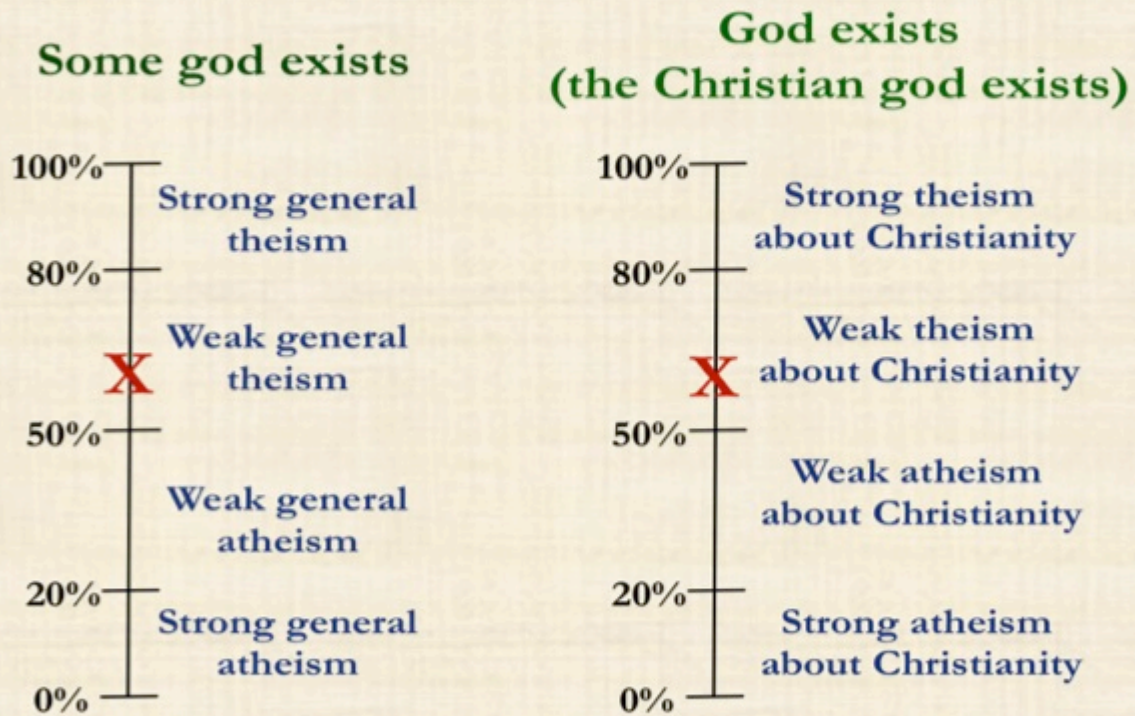 Some god exists
100%
Strong general
theism
80%
Weak general
theism
X
50%
Weak general
atheism
20%
Strong general
atheism
0%
God exists
(the Christian god exists)
100%
Strong theism
about Christianity
80%
Weak theism
about Christianity
X
50%
Weak atheism
about Christianity
20%
Strong atheism
about Christianity
0%